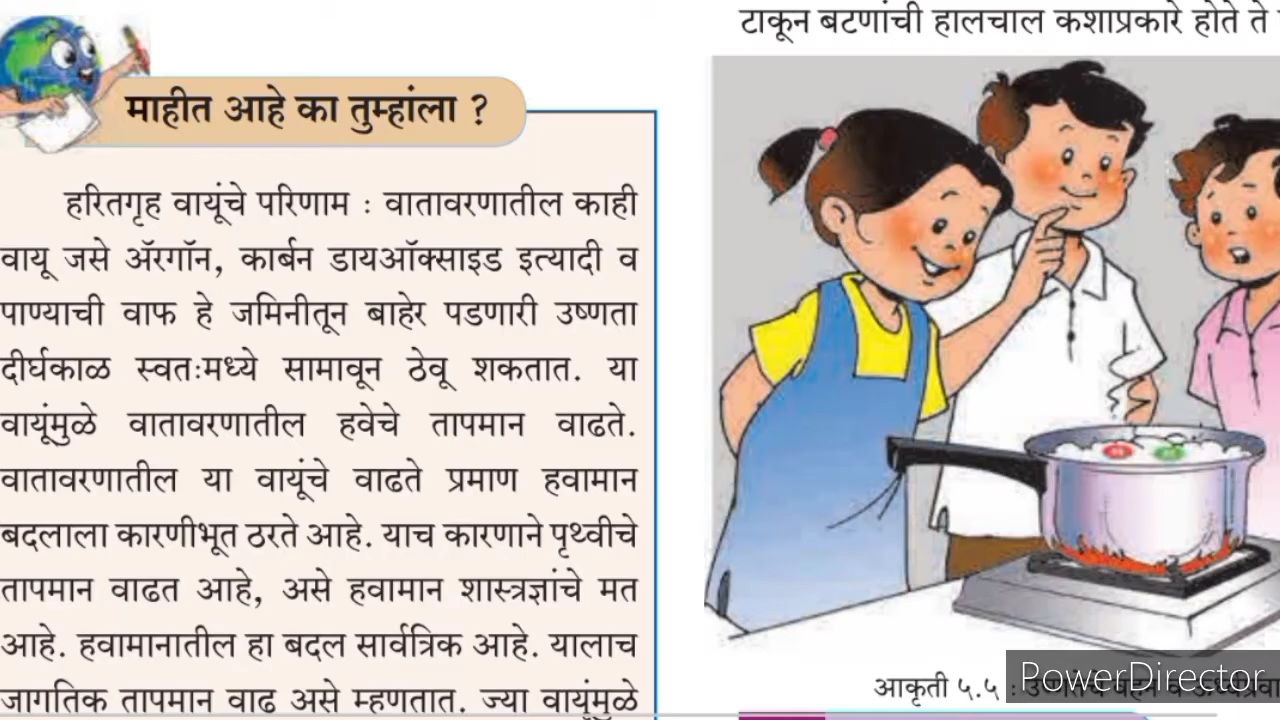 माहीत आहे का तुम्हांला ?
हरितगृह वायूंचे परिणाम : वातावरणातील काही
वायू जसे ॲरगॉन, कार्बन डायऑक्साइड इत्यादी व
पाण्याची वाफ हे जमिनीतून बाहेर पडणारी उष्णता
दीर्घकाळ स्वतःमध्ये सामावून ठेवू शकतात. या
वायूंमुळे वातावरणातील हवेचे तापमान वाढते.
वातावरणातील या वायूंचे वाढते प्रमाण हवामान
बदलाला कारणीभूत ठरते आहे. याच कारणाने पृथ्वीचे
तापमान वाढत आहे, असे हवामान शास्त्रज्ञांचे मत
आहे. हवामानातील हा बदल सार्वत्रिक आहे. यालाच
जागतिक तापमान वाढ असे म्हणतात. ज्या वायूंमुळे
टाकून बटणांची हालचाल कशाप्रकारे होते ते
आकृती ५.५ :
PowerDirector